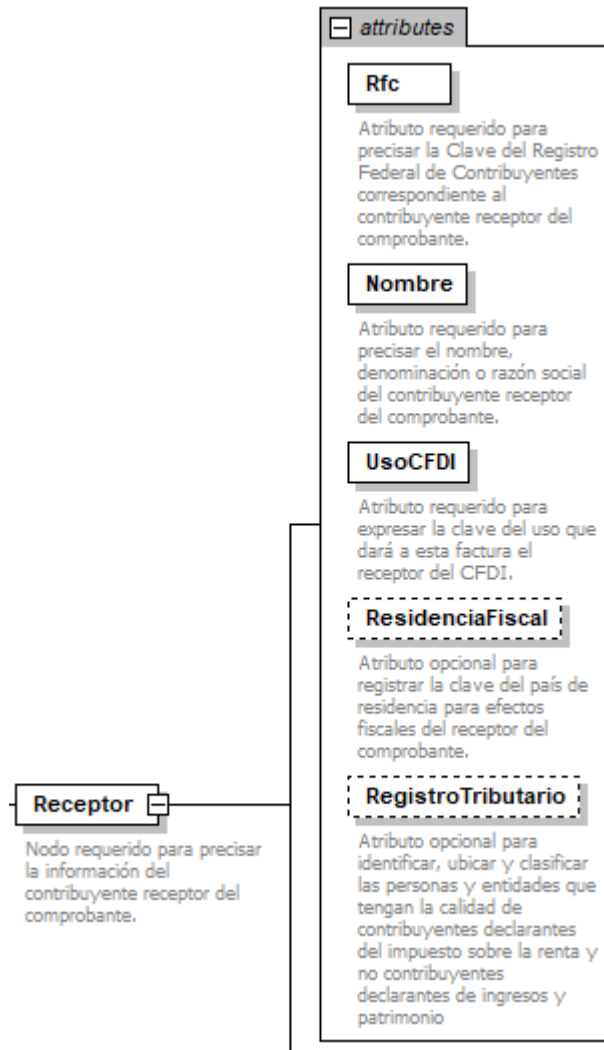 attributes
Rfc
Atributo requerido para
precisar la Clave del Registro
Federal de Contribuyentes
correspondiente al
contribuyente receptor del
comprobante.
Nombre
Atributo requerido para
precisar el nombre,
denominación o razón social
del contribuyente receptor
del comprobante.
UsoCFDI
Atributo requerido para
expresar la clave del uso que
dará a esta factura el
receptor del CFDI.
ResidenciaFiscal
Atributo opcional para
registrar la clave del país de
residencia para efectos
fiscales del receptor del
comprobante.
Receptor
Nodo requerido para precisar
la información del
contribuyente receptor del
comprobante.
RegistroTributario
Atributo opcional para
identificar, ubicar y clasificar
las personas y entidades que
tengan la calidad de
contribuyentes declarantes
del impuesto sobre la renta y
no contribuyentes
declarantes de ingresos y
patrimonio